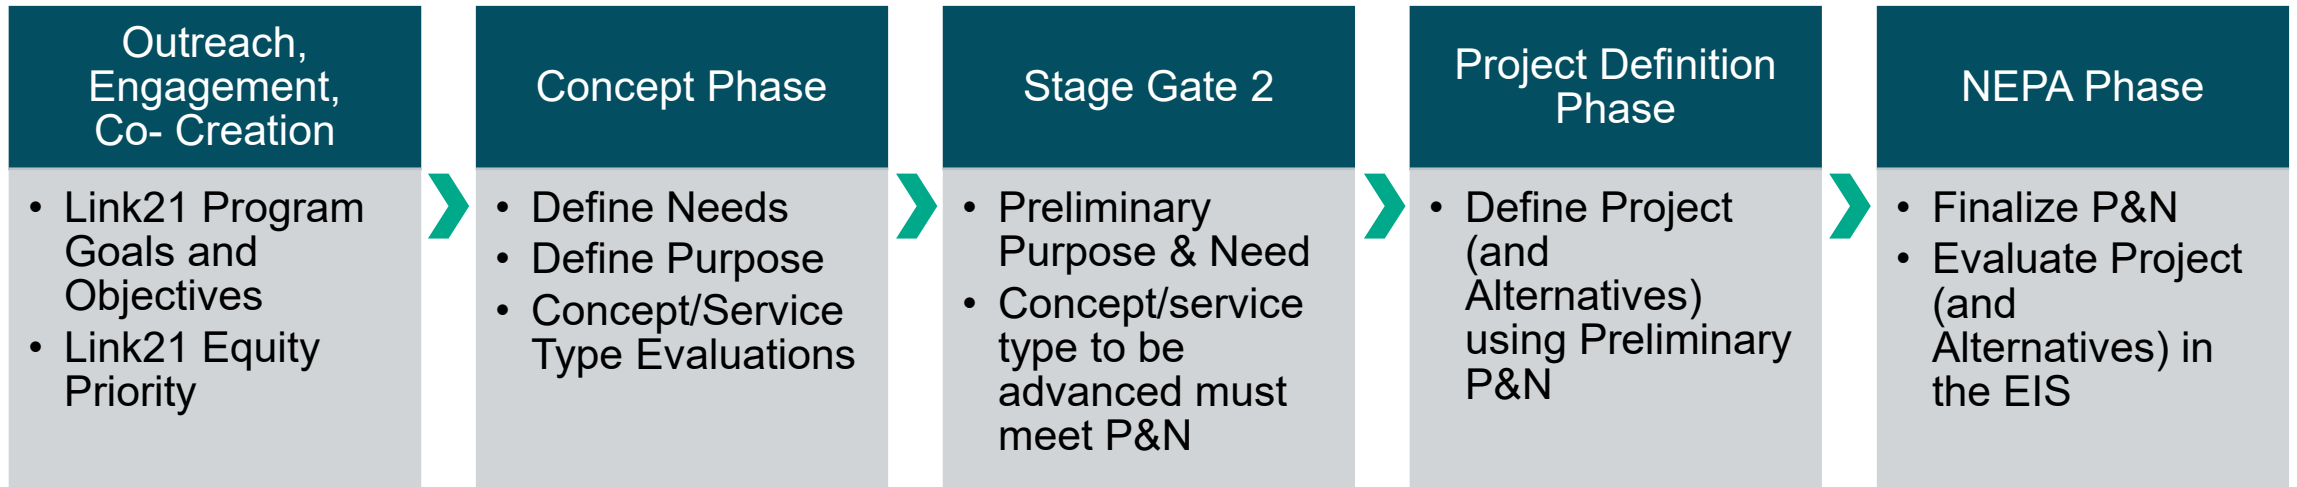 Outreach,
Engagement,
Co- Creation
• Link21 Program
Goals and
Objectives
• Link21 Equity
Priority
Concept Phase
• Define Needs
• Define Purpose
• Concept/Service
Type Evaluations
Stage Gate 2
• Preliminary
Purpose & Need
• Concept/service
type to be
advanced must
meet P&N
Project Definition
Phase
• Define Project
(and
Alternatives)
using Preliminary
P&N
NEPA Phase
• Finalize P&N
• Evaluate Project
(and
Alternatives) in
the EIS